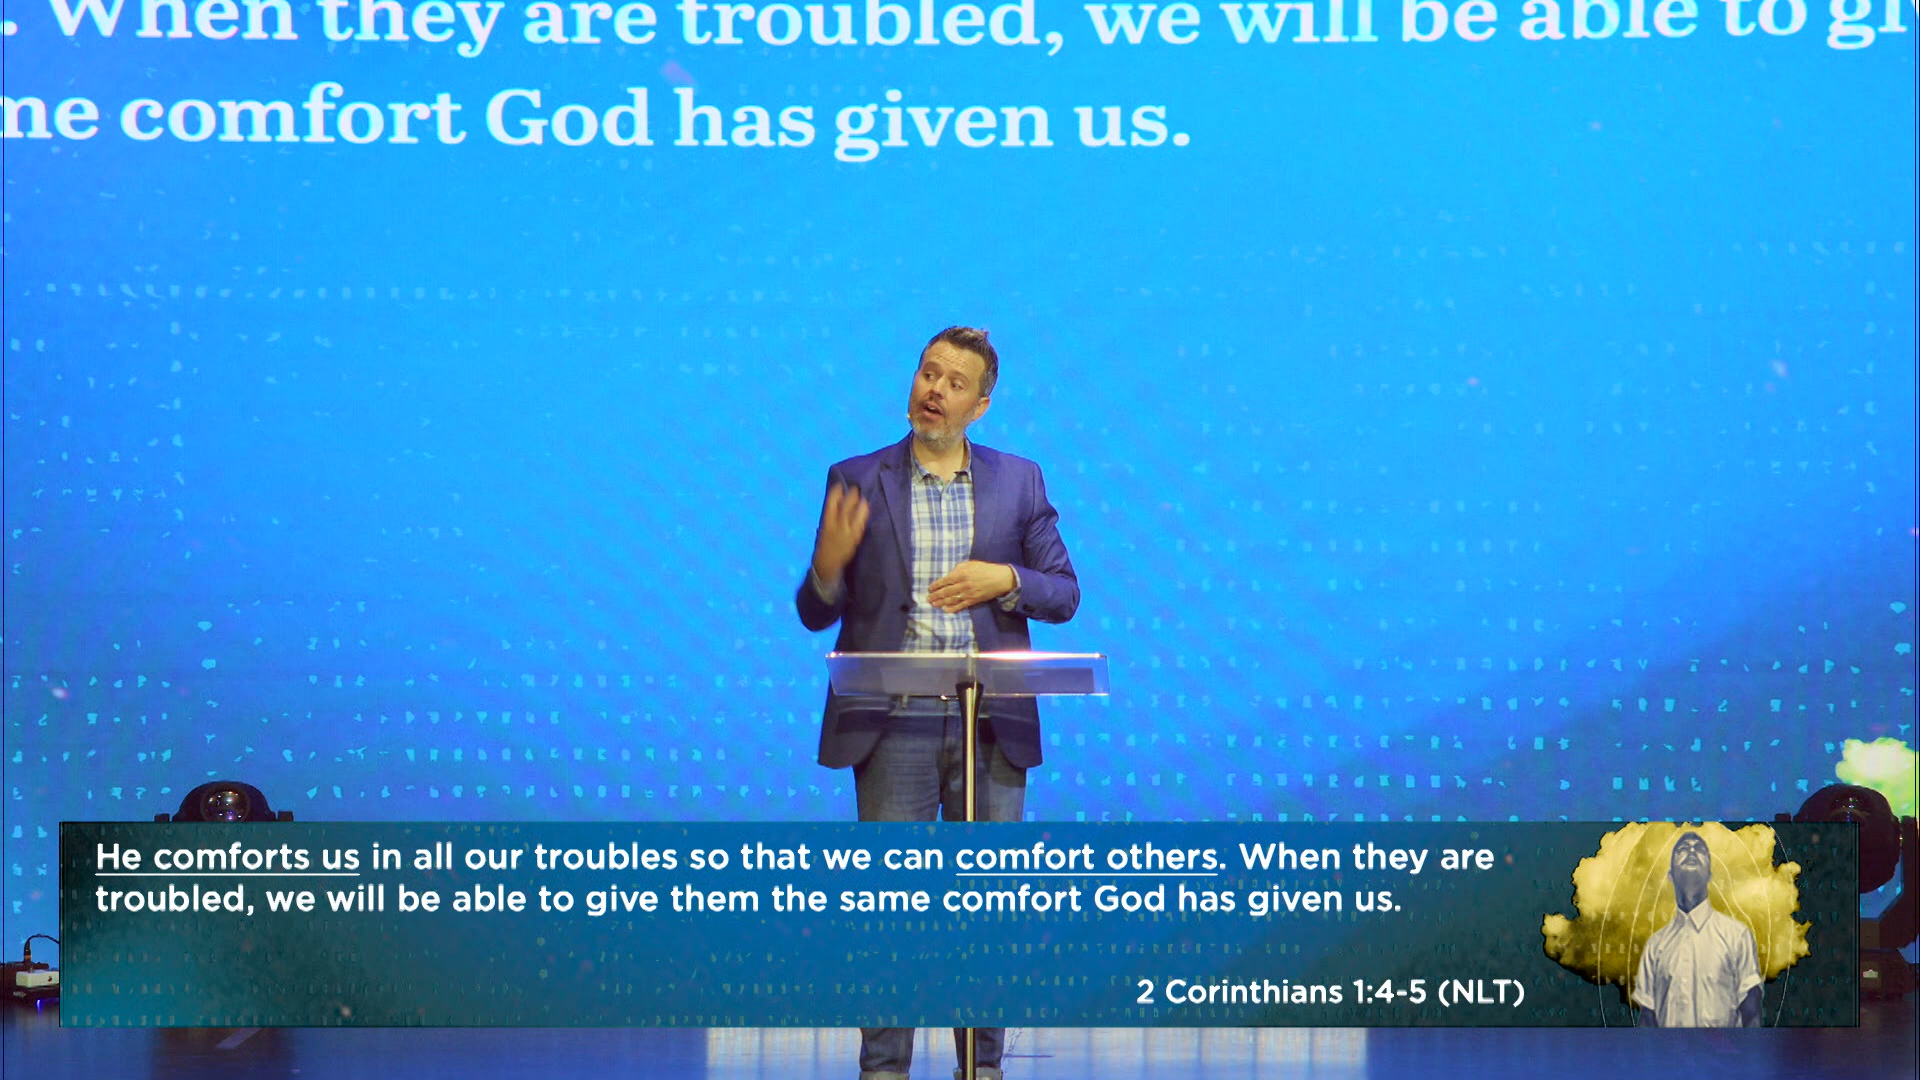 . When they are troubled, we will be able to gi
me comfort God has given us.
He comforts us in all our troubles so that we can comfort others. When they are
troubled, we will be able to give them the same comfort God has given us.
2 Corinthians 1:4-5 (NLT)